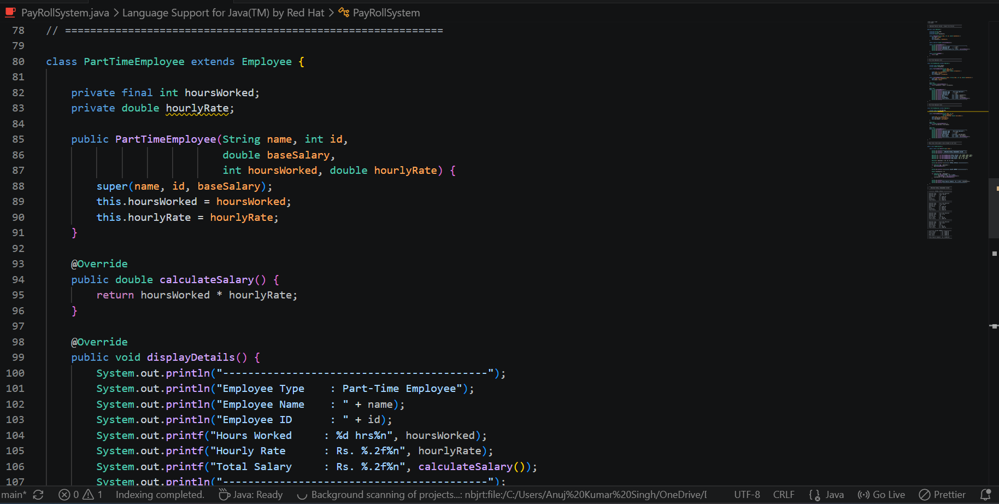 PayRollSystem.java > Language Support for Java(TM) by Red Hat > PayRollSystem
78 // ============================================================
79
80 class PartTimeEmployee extends Employee {
81
82     private final int hoursWorked;
83     private double hourlyRate;
84
85     public PartTimeEmployee(String name, int id,
86                             double baseSalary,
87                             int hoursWorked, double hourlyRate) {
88         super(name, id, baseSalary);
89         this.hoursWorked = hoursWorked;
90         this.hourlyRate = hourlyRate;
91     }
92
93     @Override
94     public double calculateSalary() {
95         return hoursWorked * hourlyRate;
96     }
97
98     @Override
99     public void displayDetails() {
100         System.out.println("------------------------------------------");
101         System.out.println("Employee Type    : Part-Time Employee");
102         System.out.println("Employee Name    : " + name);
103         System.out.println("Employee ID      : " + id);
104         System.out.printf("Hours Worked     : %d hrs%n", hoursWorked);
105         System.out.printf("Hourly Rate      : Rs. %.2f%n", hourlyRate);
106         System.out.printf("Total Salary     : Rs. %.2f%n", calculateSalary());
107         System.out.println("------------------------------------------");
main* 0 1 Indexing completed. Java: Ready Background scanning of projects...: nbjrt:file:/C:/Users/Anuj%20Kumar%20Singh/OneDrive/ UTF-8 CRLF Java Go Live Prettier